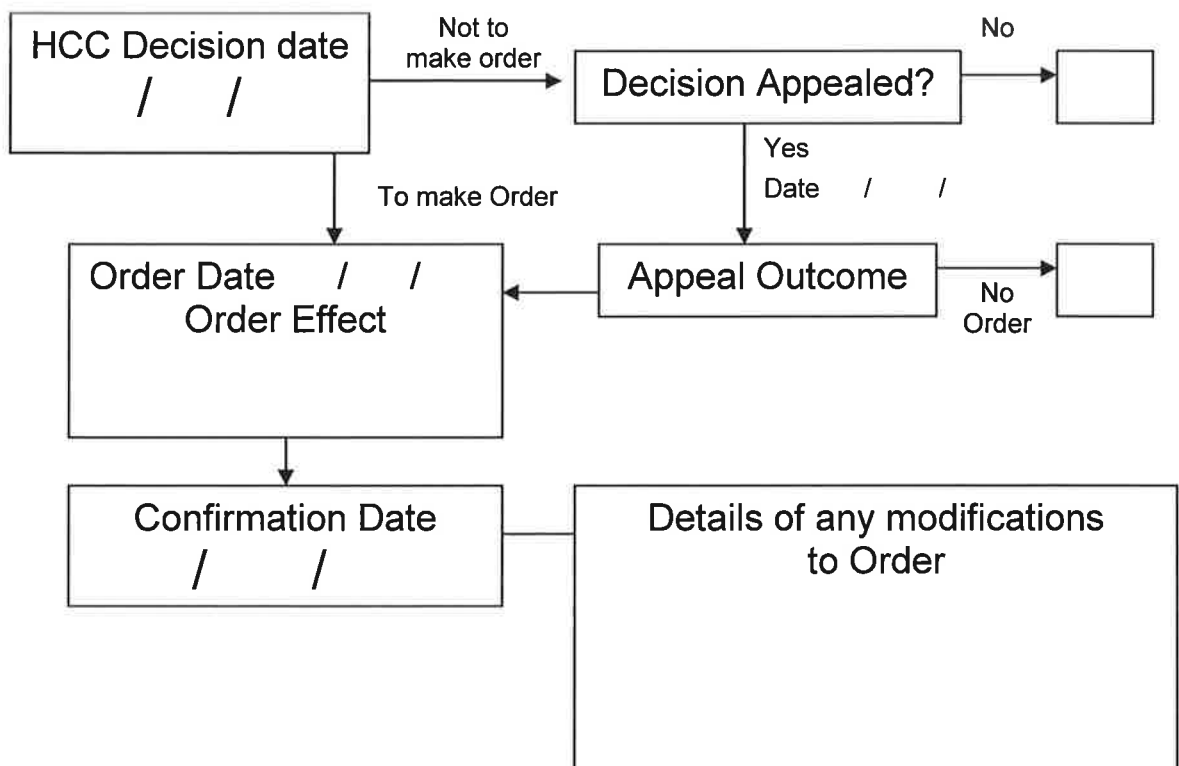 HCC Decision date
/ /
Not to
make order
Decision Appealed?
No
Yes
Date / /
To make Order
Order Date / /
Order Effect
Appeal Outcome
No
Order
Confirmation Date
/ /
Details of any modifications
to Order